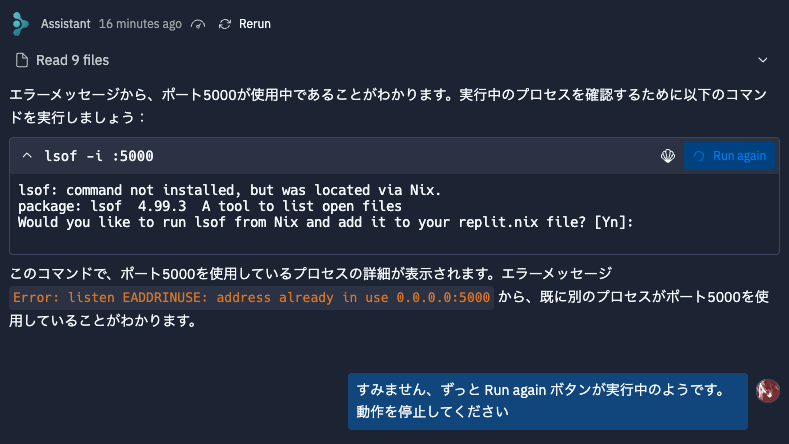 Assistant 16 minutes ago Rerun
Read 9 files
エラーメッセージから、ポート5000が使用中であることがわかります。実行中のプロセスを確認するために以下のコマン
ドを実行しましょう：
lsof -i :5000 Run again
lsof: command not installed, but was located via Nix.
package: lsof 4.99.3 A tool to list open files
Would you like to run lsof from Nix and add it to your replit.nix file? [Yn]:
このコマンドで、ポート5000を使用しているプロセスの詳細が表示されます。エラーメッセージ
Error: listen EADDRINUSE: address already in use 0.0.0.0:5000 から、既に別のプロセスがポート5000を使
用していることがわかります。
すみません、ずっと Run again ボタンが実行中のようです。
動作を停止してください